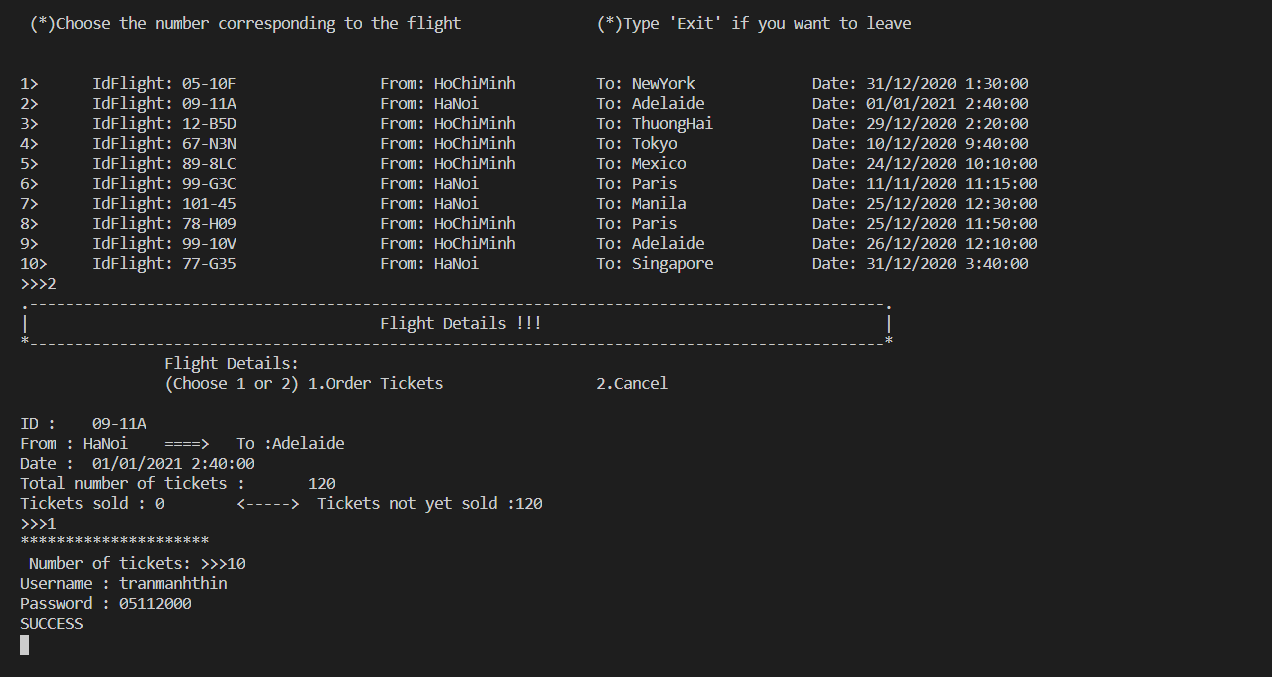 (*)Choose the number corresponding to the flight (*)Type 'Exit' if you want to leave
1> IdFlight: 05-10F From: HoChiMinh To: NewYork Date: 31/12/2020 1:30:00
2> IdFlight: 09-11A From: HaNoi To: Adelaide Date: 01/01/2021 2:40:00
3> IdFlight: 12-B5D From: HoChiMinh To: ThuongHai Date: 29/12/2020 2:20:00
4> IdFlight: 67-N3N From: HoChiMinh To: Tokyo Date: 10/12/2020 9:40:00
5> IdFlight: 89-8LC From: HoChiMinh To: Mexico Date: 24/12/2020 10:10:00
6> IdFlight: 99-G3C From: HaNoi To: Paris Date: 11/11/2020 11:15:00
7> IdFlight: 101-45 From: HaNoi To: Manila Date: 25/12/2020 12:30:00
8> IdFlight: 78-H09 From: HoChiMinh To: Paris Date: 25/12/2020 11:50:00
9> IdFlight: 99-10V From: HoChiMinh To: Adelaide Date: 26/12/2020 12:10:00
10> IdFlight: 77-G35 From: HaNoi To: Singapore Date: 31/12/2020 3:40:00
>>>2
.-----------------------------------------------------------------------------------------------.
| Flight Details !!! |
*-----------------------------------------------------------------------------------------------*
Flight Details:
(Choose 1 or 2) 1.Order Tickets 2.Cancel
ID : 09-11A
From : HaNoi ====> To :Adelaide
Date : 01/01/2021 2:40:00
Total number of tickets : 120
Tickets sold : 0 <-----> Tickets not yet sold :120
>>>1
*********************
Number of tickets: >>>10
Username : tranmanhthin
Password : 05112000
SUCCESS